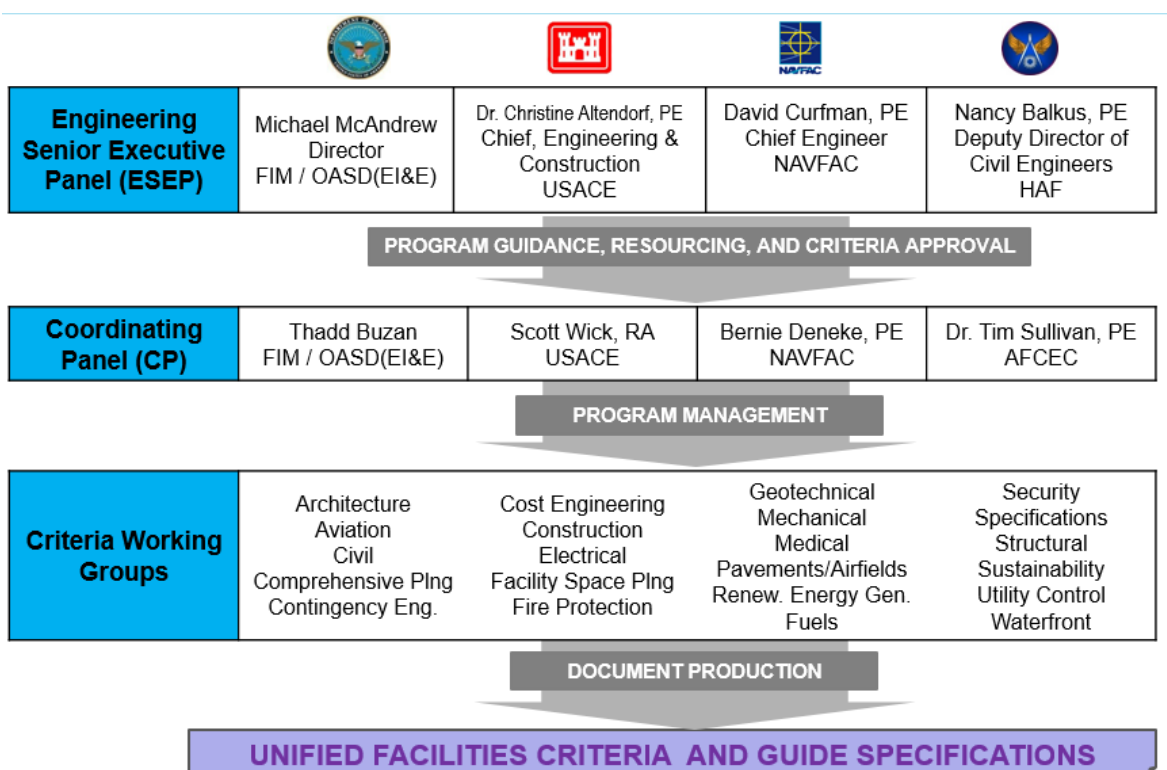 NAVFAC
Engineering
Senior Executive
Panel (ESEP)
Michael McAndrew
Director
FIM / OASD(EI&E)
Dr. Christine Altendorf, PE
Chief, Engineering &
Construction
USACE
David Curfman, PE
Chief Engineer
NAVFAC
Nancy Balkus, PE
Deputy Director of
Civil Engineers
HAF
PROGRAM GUIDANCE, RESOURCING, AND CRITERIA APPROVAL
Coordinating
Panel (CP)
Thadd Buzan
FIM / OASD(EI&E)
Scott Wick, RA
USACE
Bernie Deneke, PE
NAVFAC
Dr. Tim Sullivan, PE
AFCEC
PROGRAM MANAGEMENT
Criteria Working
Groups
Architecture
Aviation
Civil
Comprehensive Plng
Contingency Eng.
Cost Engineering
Construction
Electrical
Facility Space Plng
Fire Protection
Geotechnical
Mechanical
Medical
Pavements/Airfields
Renew. Energy Gen.
Fuels
Security
Specifications
Structural
Sustainability
Utility Control
Waterfront
DOCUMENT PRODUCTION
UNIFIED FACILITIES CRITERIA AND GUIDE SPECIFICATIONS